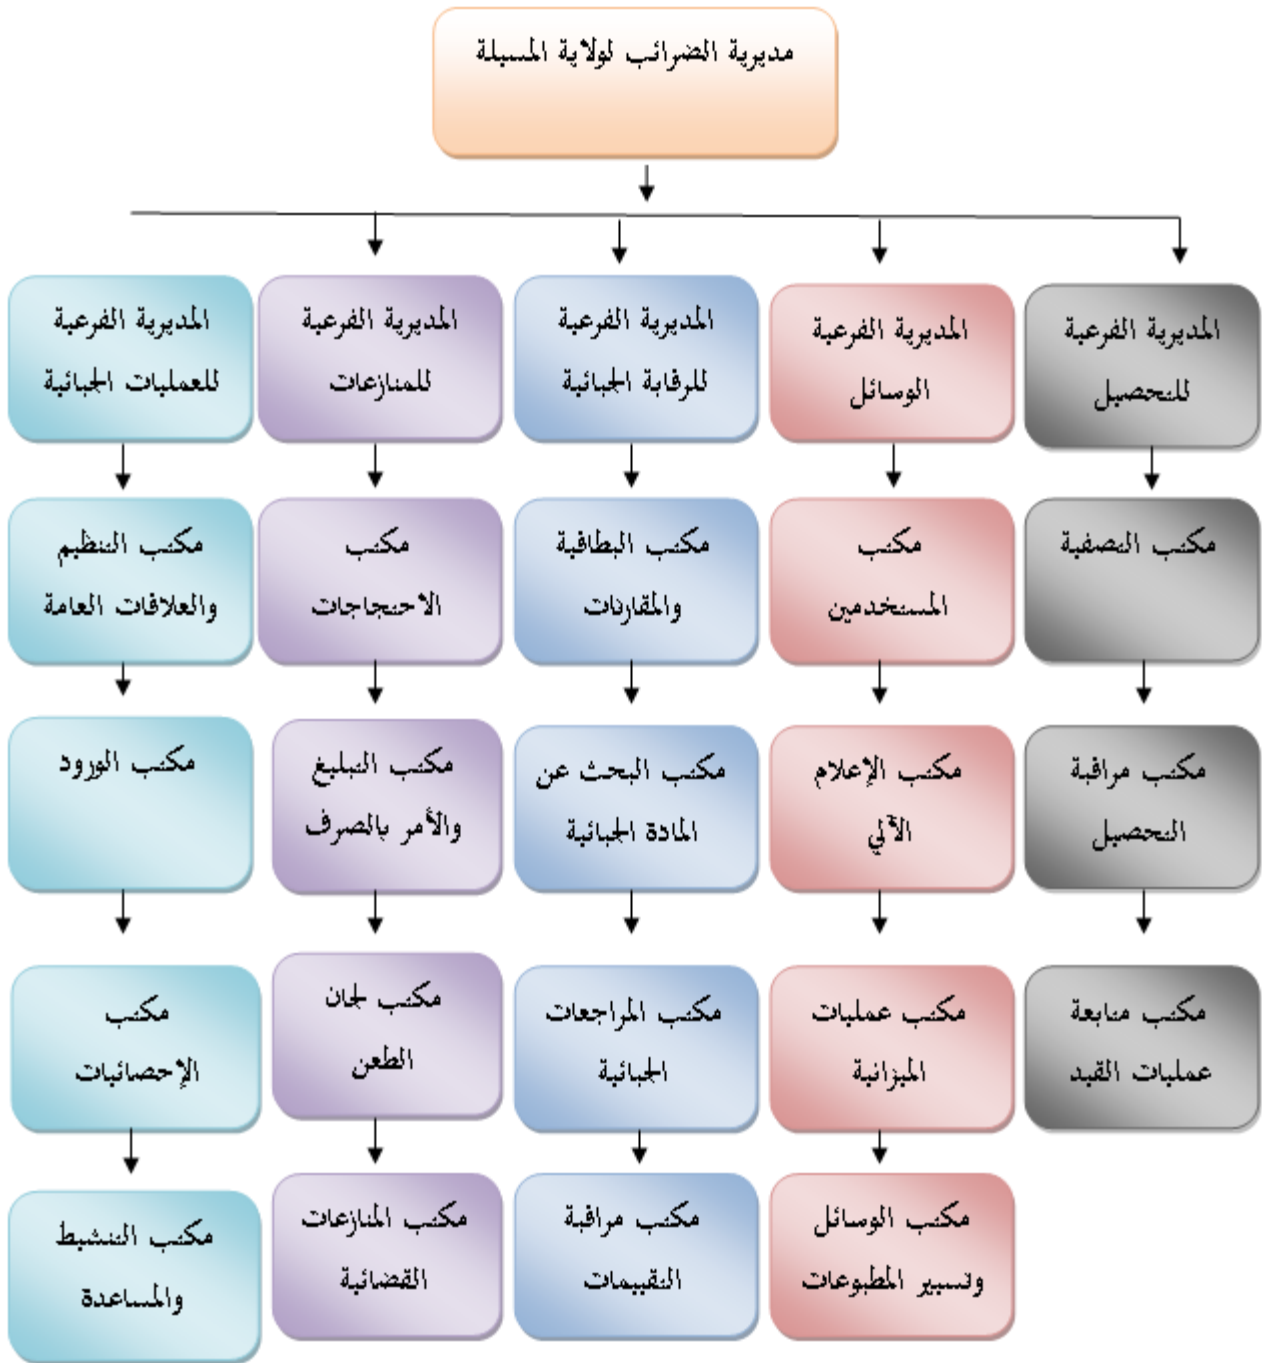 مديرية الضرائب لولاية المسيلة
المديرية الفرعية
للتحصيل
المديرية الفرعية
الوسائل
المديرية الفرعية
للرقابة الجبائية
المديرية الفرعية
للمنازعات
المديرية الفرعية
للعمليات الجبائية
مكتب التصفية
مكتب
المستخدمين
مكتب البطاقية
والمقارنات
مكتب
الاحتجاجات
مكتب التنظيم
والعلاقات العامة
مكتب مراقبة
التحصيل
مكتب الإعلام
الآلي
مكتب البحث عن
المادة الجبائية
مكتب التبليغ
والأمر بالصرف
مكتب الورود
مكتب متابعة
عمليات القيد
مكتب عمليات
الميزانية
مكتب المراجعات
الجبائية
مكتب لجان
الطعن
مكتب
الإحصائيات
مكتب الوسائل
وتسيير المطبوعات
مكتب مراقبة
التقييمات
مكتب المنازعات
القضائية
مكتب التنشيط
والمساعدة